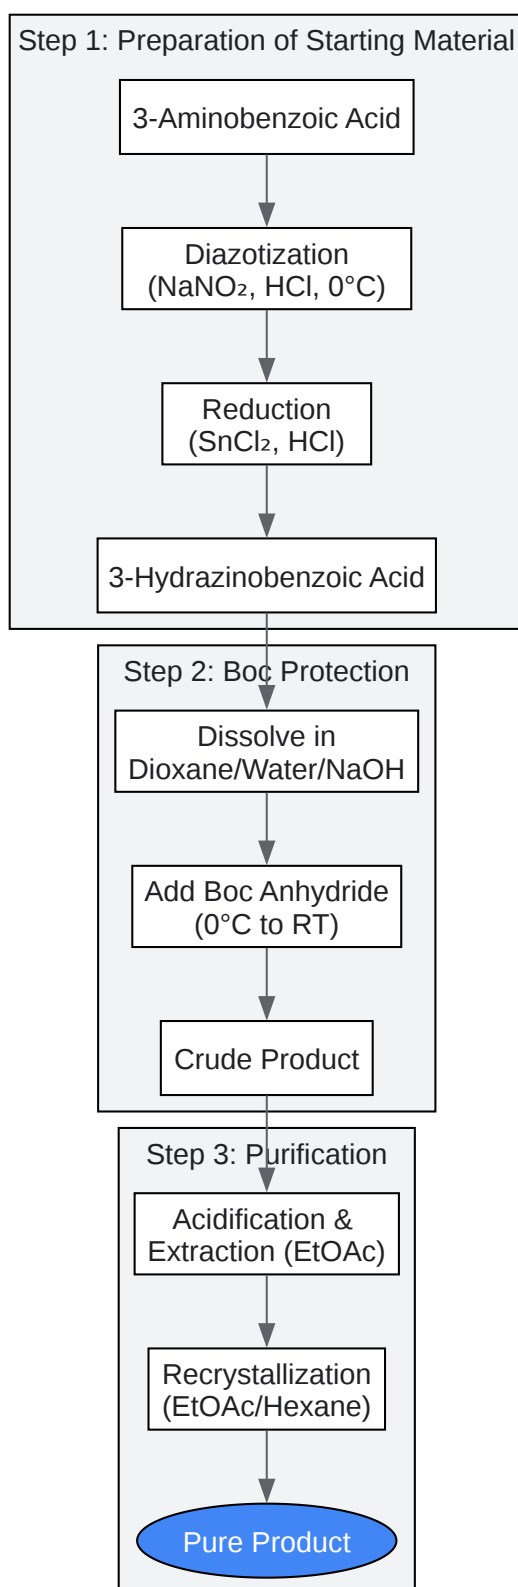 Step 1: Preparation of Starting Material
3-Aminobenzoic Acid
Diazotization
(NaNO₂, HCl, 0°C)
Reduction
(SnCl₂, HCl)
3-Hydrazinobenzoic Acid
Step 2: Boc Protection
Dissolve in
Dioxane/Water/NaOH
Add Boc Anhydride
(0°C to RT)
Crude Product
Step 3: Purification
Acidification &
Extraction (EtOAc)
Recrystallization
(EtOAc/Hexane)
Pure Product